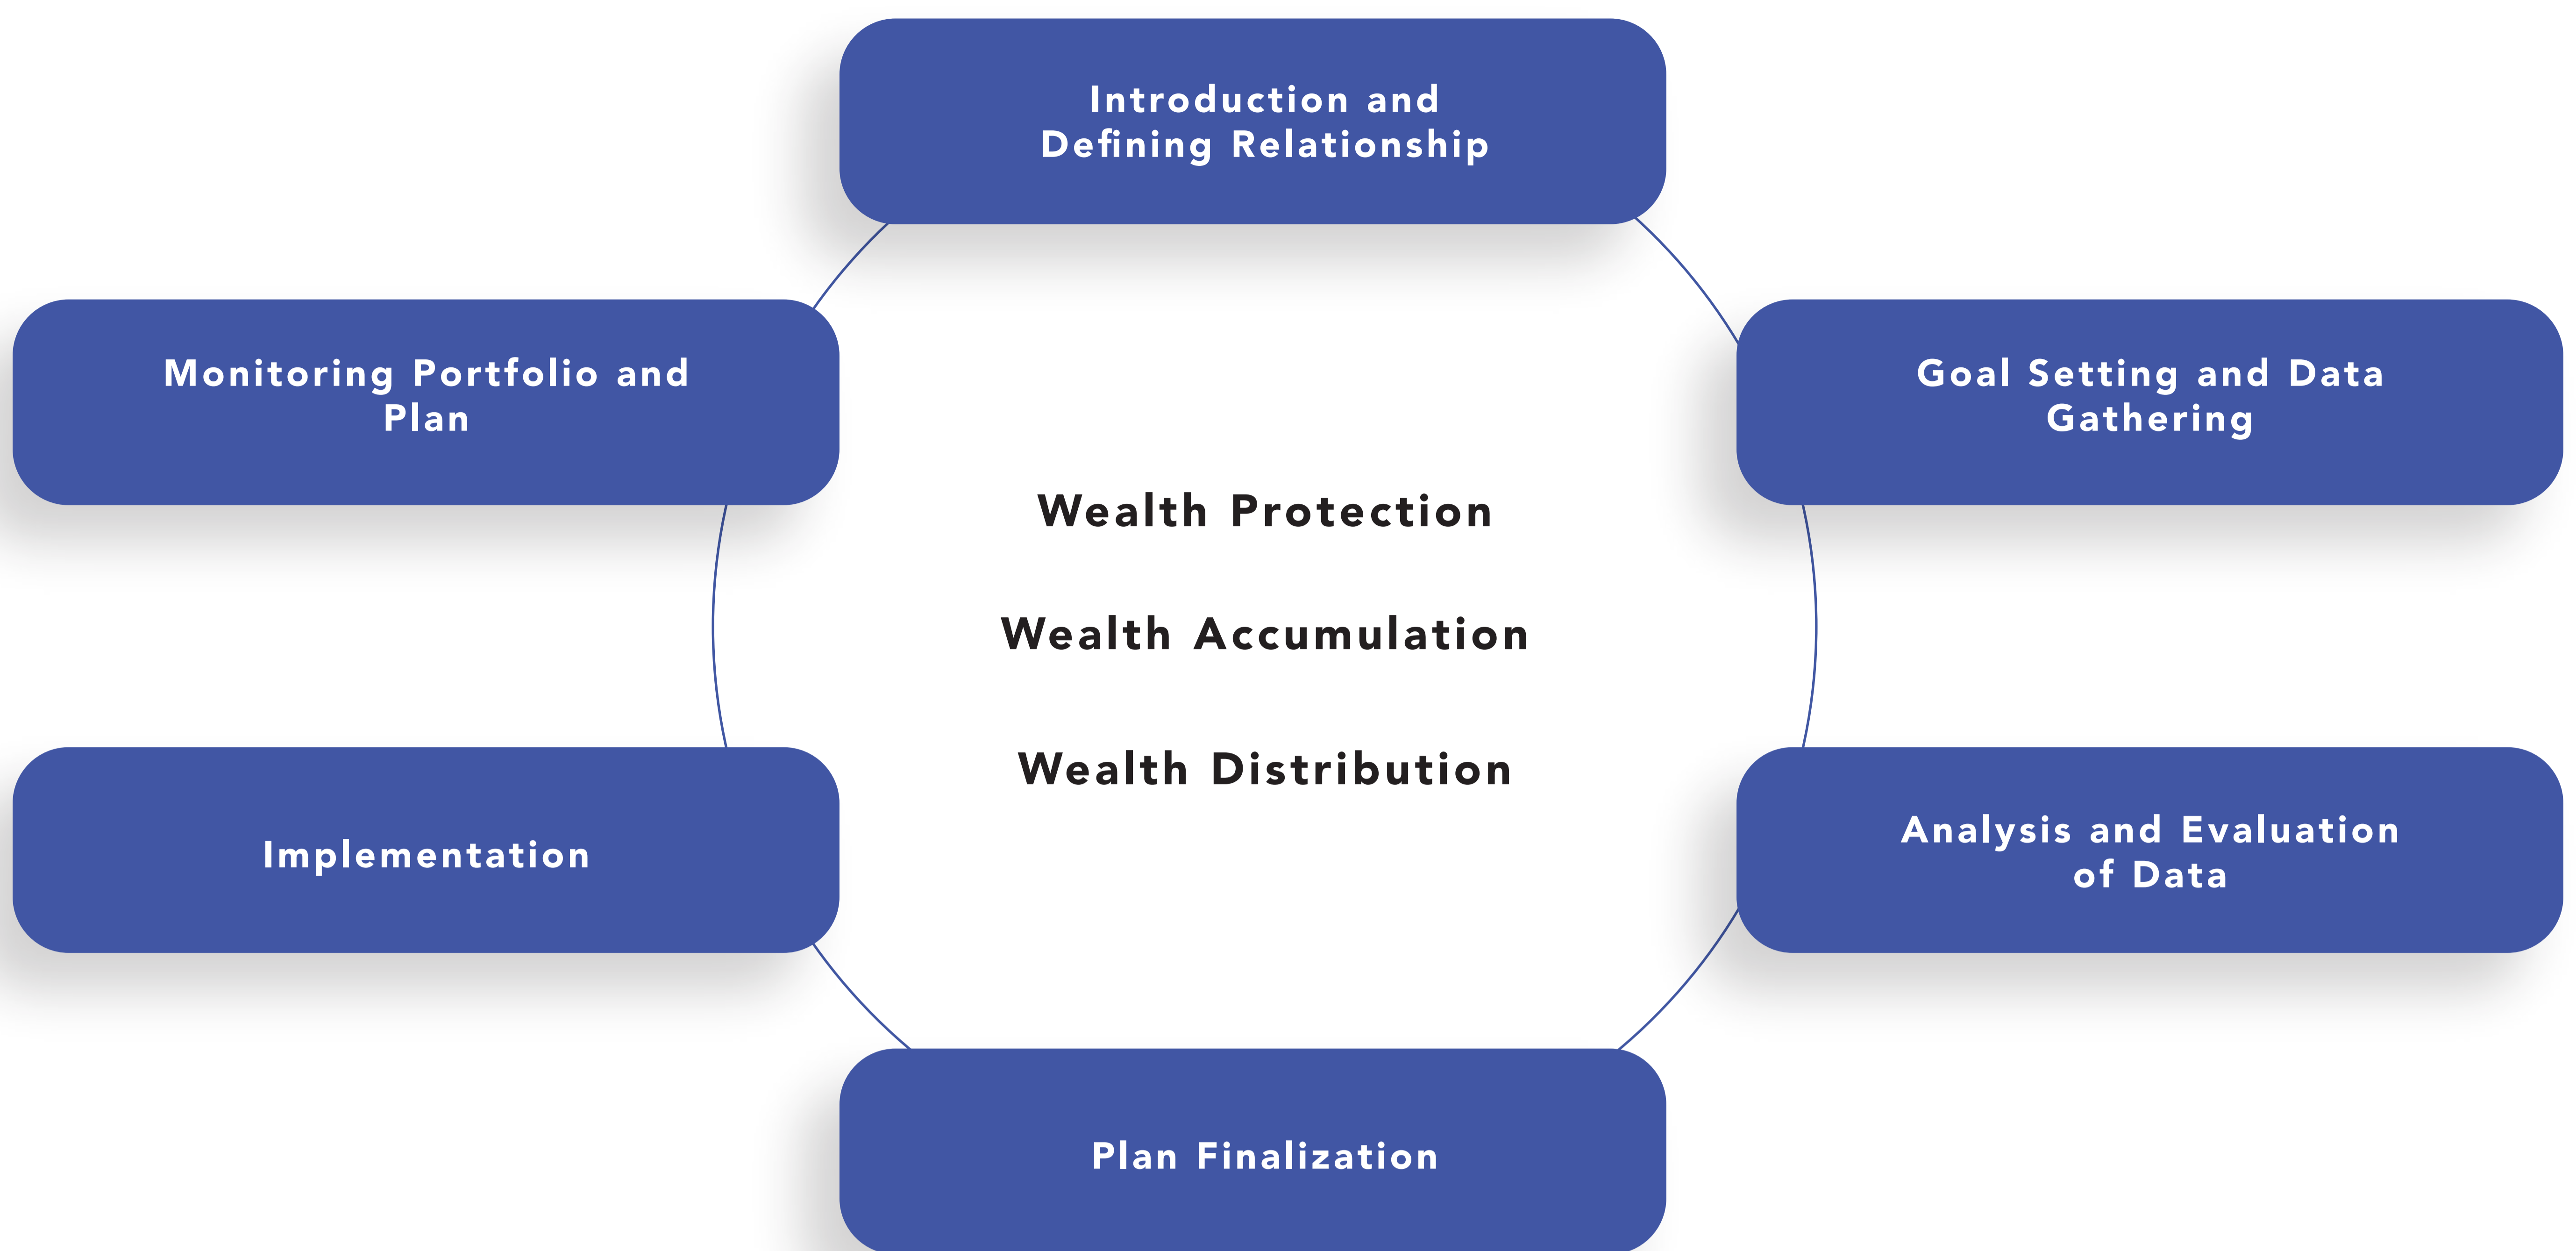 Introduction and
Defining Relationship
Monitoring Portfolio and
Plan
Goal Setting and Data
Gathering
Wealth Protection
Wealth Accumulation
Wealth Distribution
Implementation
Analysis and Evaluation
of Data
Plan Finalization